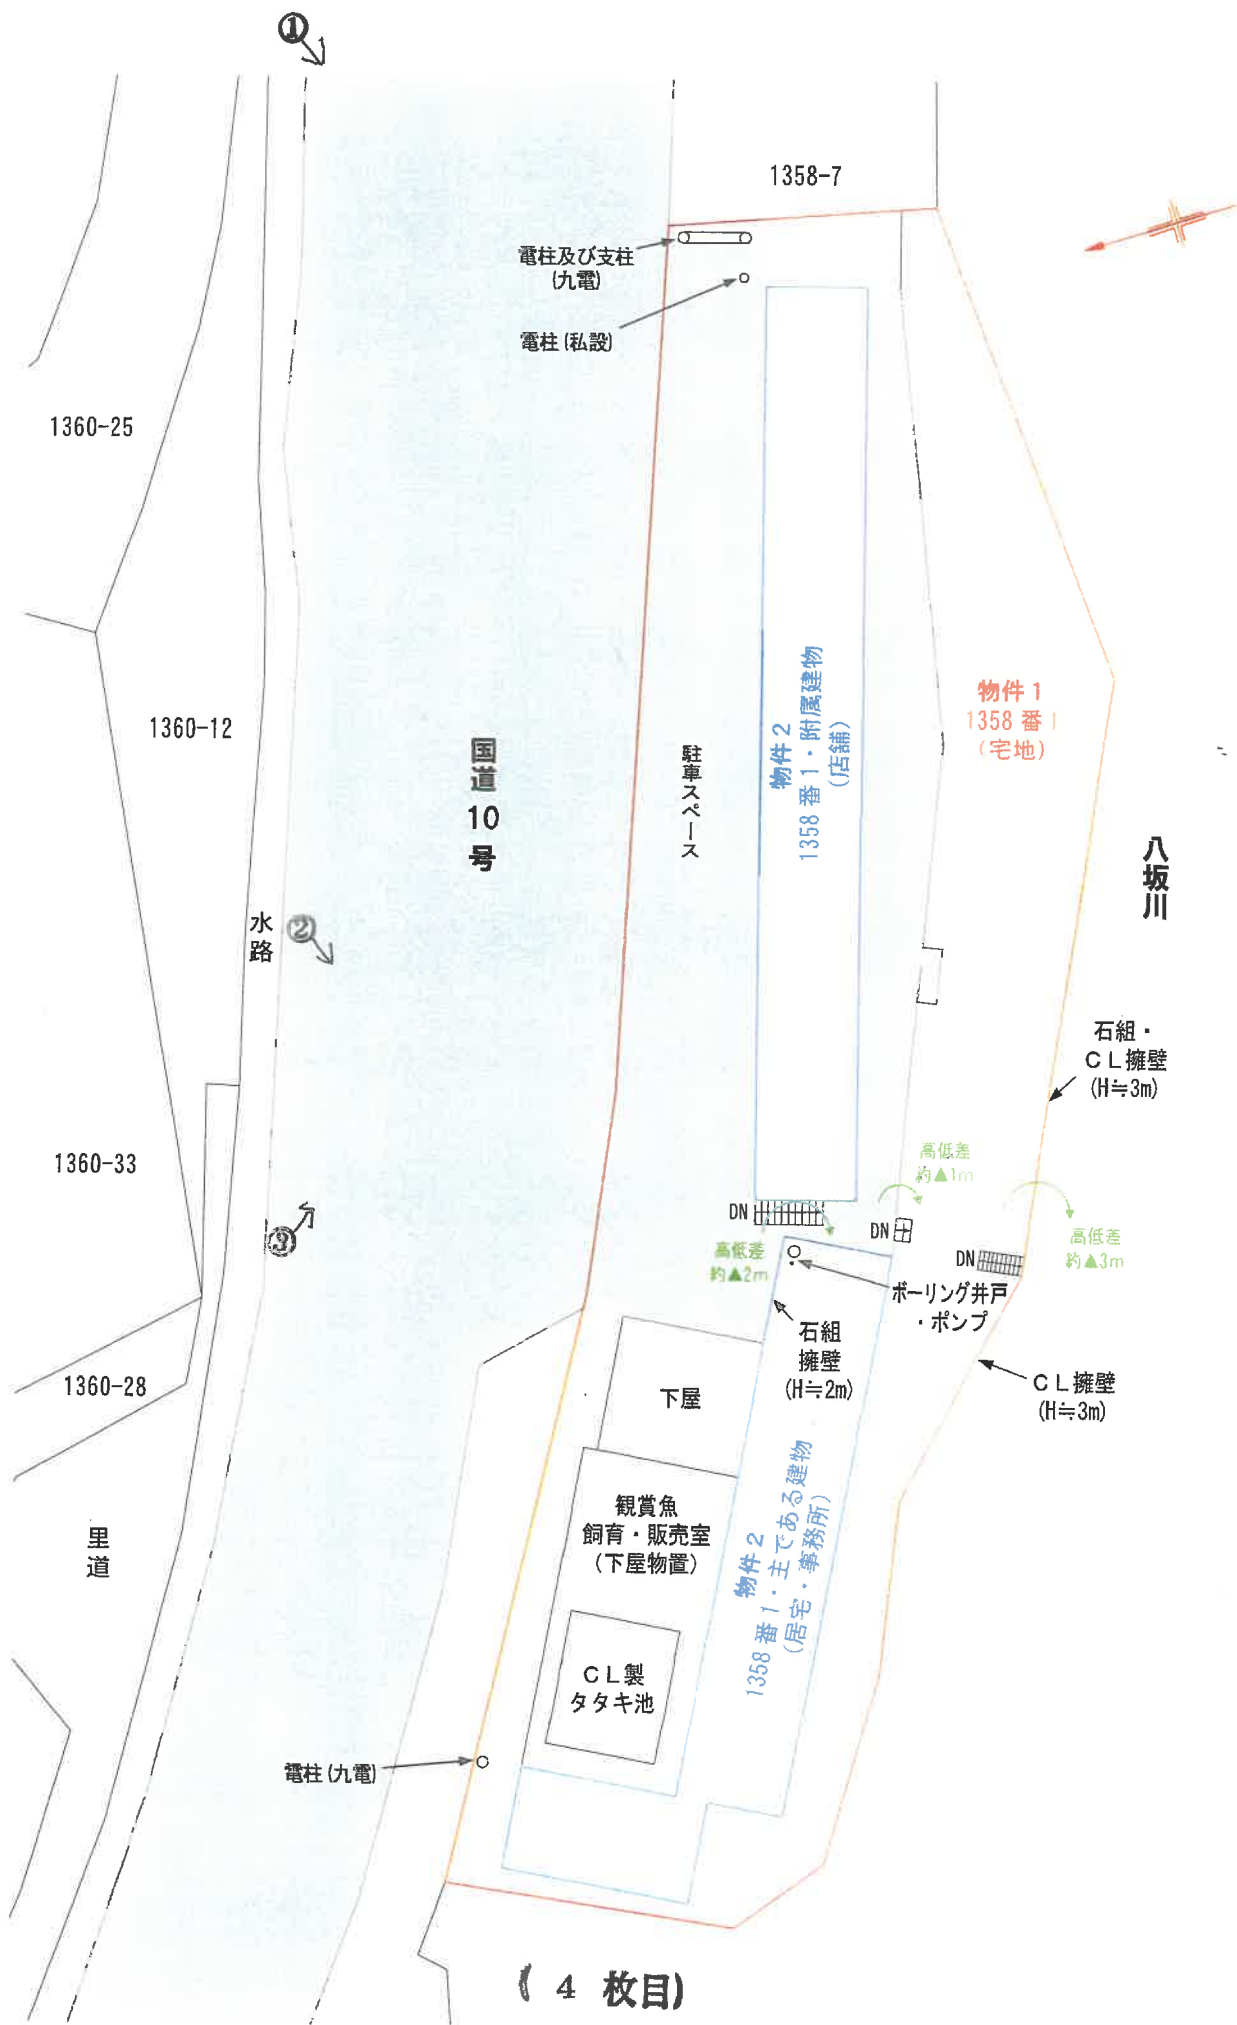 ①
1358-7
電柱及び支柱
(九電)
電柱(私設)
1360-25
1360-12
国道10号
駐車スペース
物件2
1358番1・附属建物
(店舗)
物件1
1358番1
(宅地)
八坂川
水路
②
石組・
CL擁壁
(H≒3m)
1360-33
高低差
約▲1m
③
DN
DN
高低差
約▲2m
DN
高低差
約▲3m
ボーリング井戸
・ポンプ
石組
擁壁
(H≒2m)
CL擁壁
(H≒3m)
1360-28
下屋
観賞魚
飼育・販売室
(下屋物置)
物件2
1358番1・主である建物
(居宅・事務所)
里道
CL製
タタキ池
電柱(九電)
( 4 枚目)